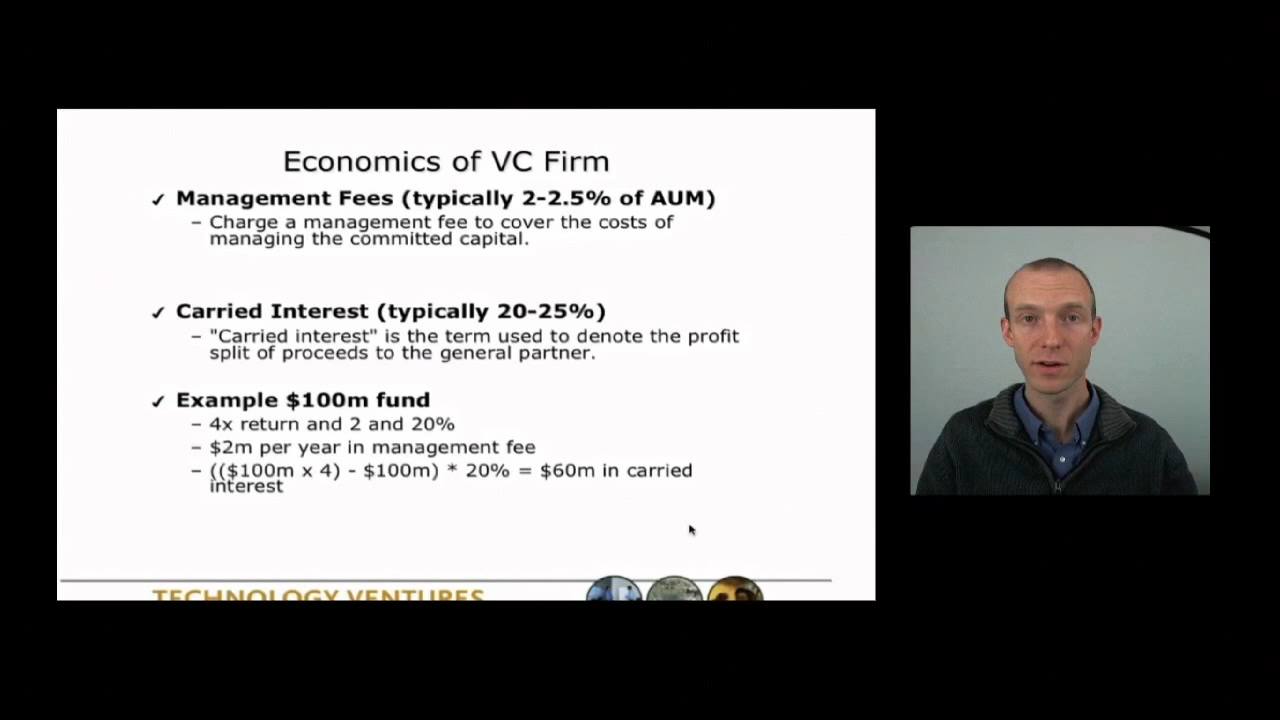 Economics of VC Firm
✓ Management Fees (typically 2-2.5% of AUM)
– Charge a management fee to cover the costs of
managing the committed capital.
✓ Carried Interest (typically 20-25%)
– "Carried interest" is the term used to denote the profit
split of proceeds to the general partner.
✓ Example $100m fund
– 4x return and 2 and 20%
– $2m per year in management fee
– (($100m x 4) - $100m) * 20% = $60m in carried
interest
TECHNOLOGY VENTURES